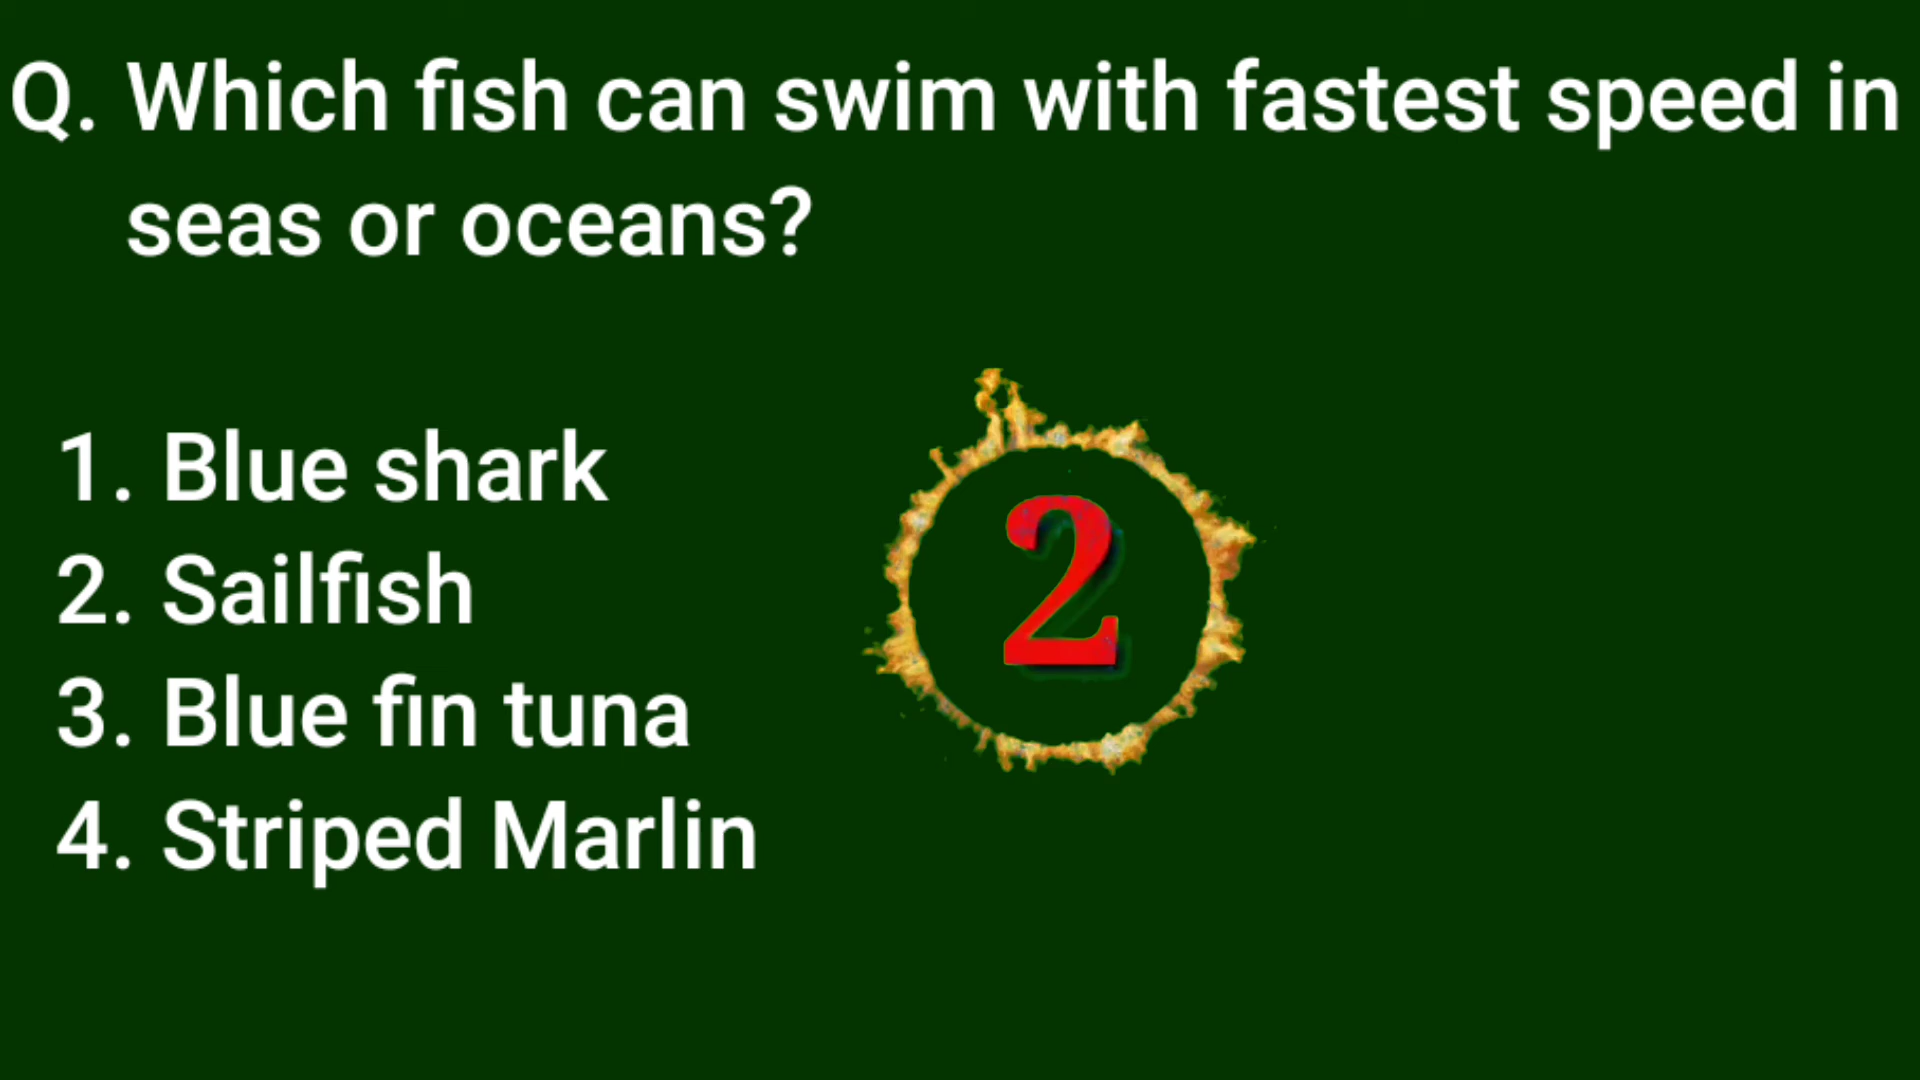 Q. Which fish can swim with fastest speed in
seas or oceans?
1. Blue shark
2. Sailfish
2
3. Blue fin tuna
4. Striped Marlin